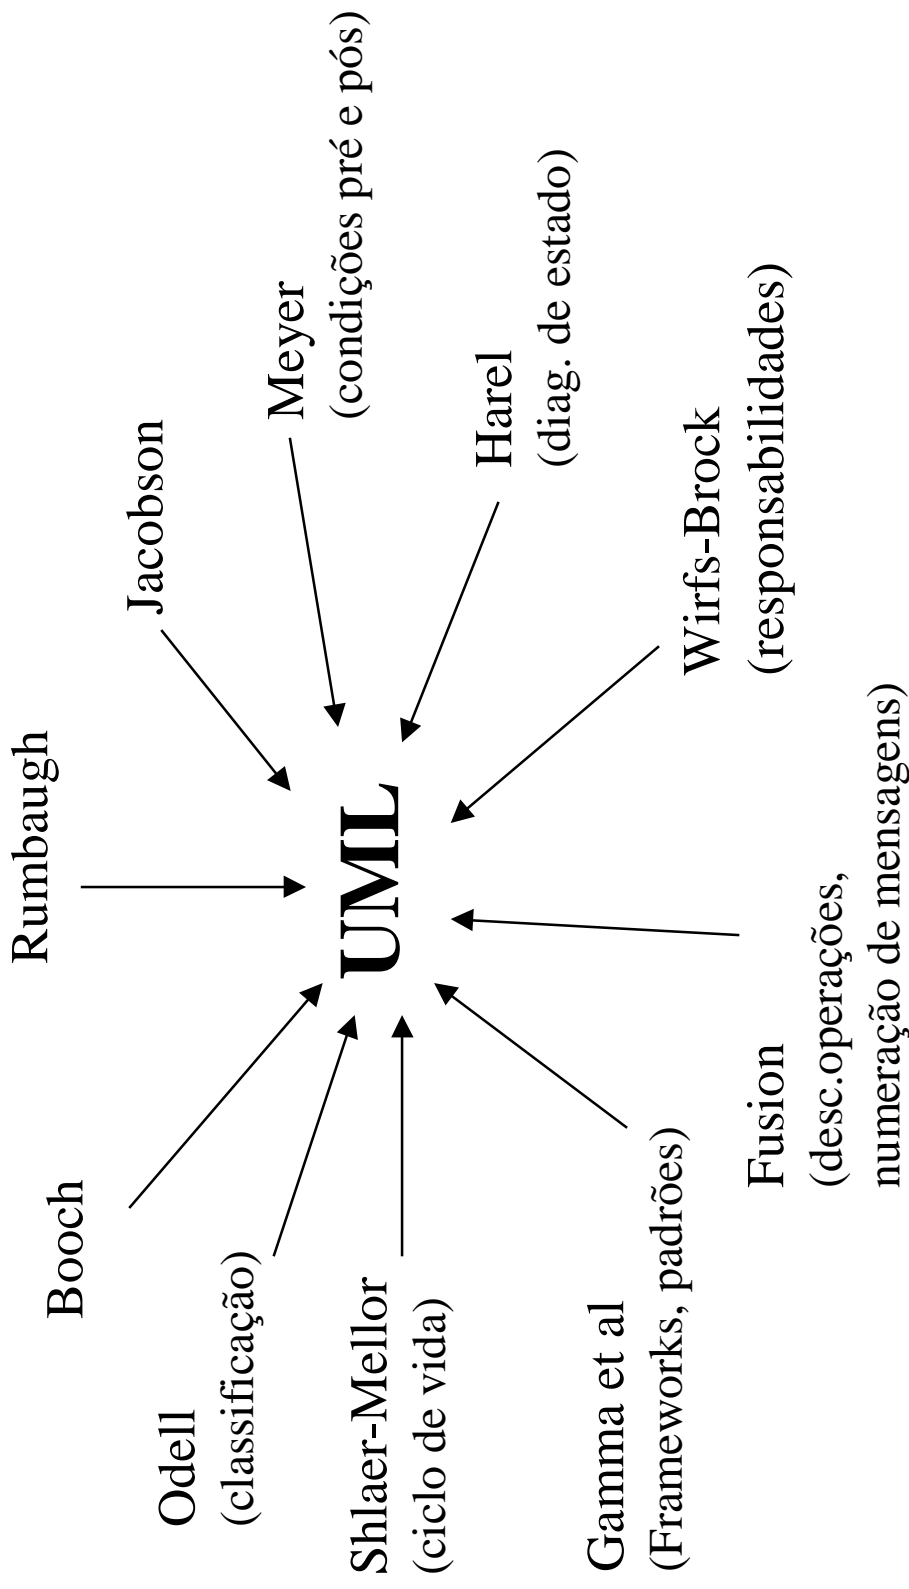 Rumbaugh
Booch
Jacobson
Odell
(classificação)
Meyer
(condições pré e pós)
UML
Shlaer-Mellor
(ciclo de vida)
Harel
(diag. de estado)
Gamma et al
(Frameworks, padrões)
Wirfs-Brock
(responsabilidades)
Fusion
(desc.operações,
numeração de mensagens)